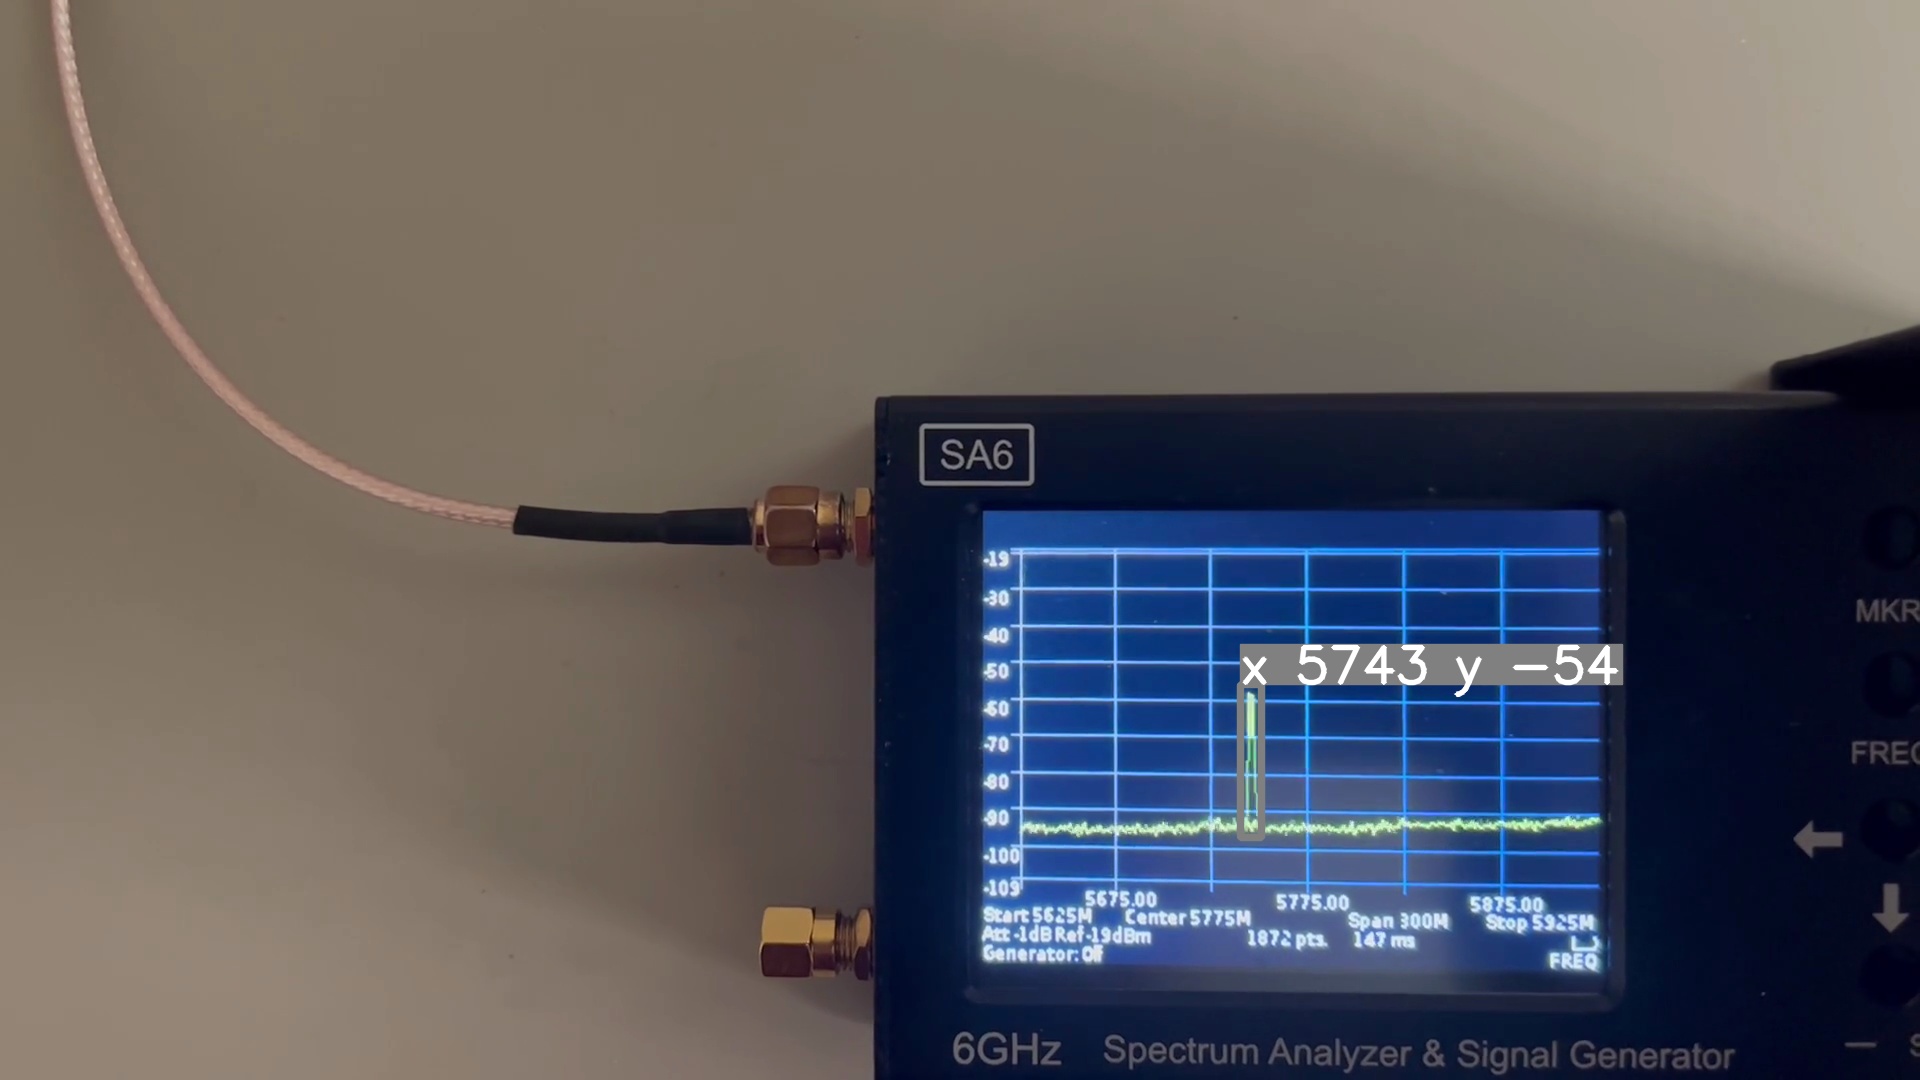 SA6
-19
-30
-40
-50
-60
-70
-80
-90
-100
-109
x 5743 y -54
5675.00 5775.00 5875.00
Start 5625M Center 5775M Span 300M Stop 5925M
Att -1dB Ref -19dBm 1872 pts. 147 ms
Generator: Off FREQ
MKR
FREQ
6GHz Spectrum Analyzer & Signal Generator